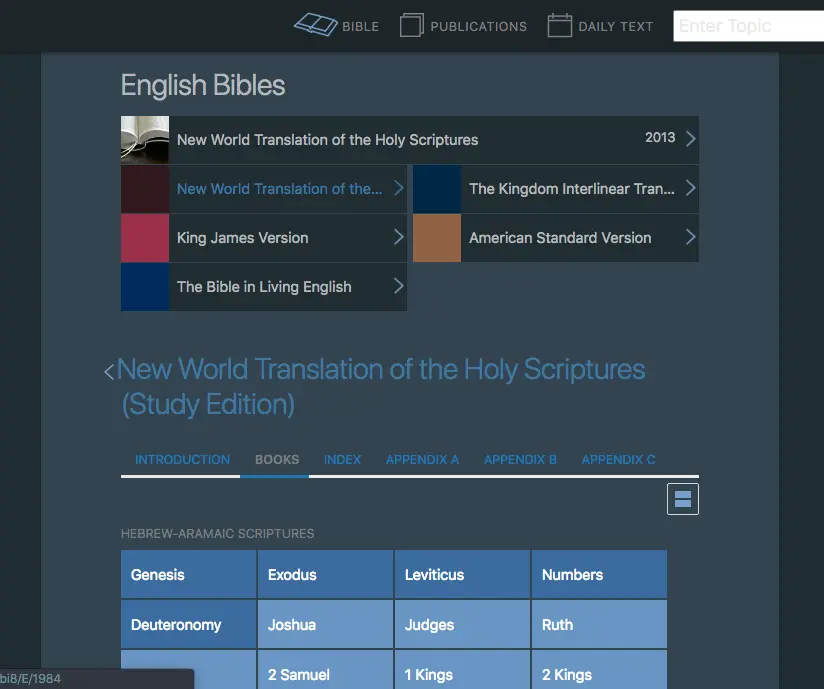 BIBLE PUBLICATIONS DAILY TEXT Enter Topic
English Bibles
New World Translation of the Holy Scriptures 2013
New World Translation of the... The Kingdom Interlinear Tran...
King James Version American Standard Version
The Bible in Living English
New World Translation of the Holy Scriptures
(Study Edition)
INTRODUCTION BOOKS INDEX APPENDIX A APPENDIX B APPENDIX C
HEBREW-ARAMAIC SCRIPTURES
Genesis Exodus Leviticus Numbers
Deuteronomy Joshua Judges Ruth
2 Samuel 1 Kings 2 Kings
bi8/E/1984